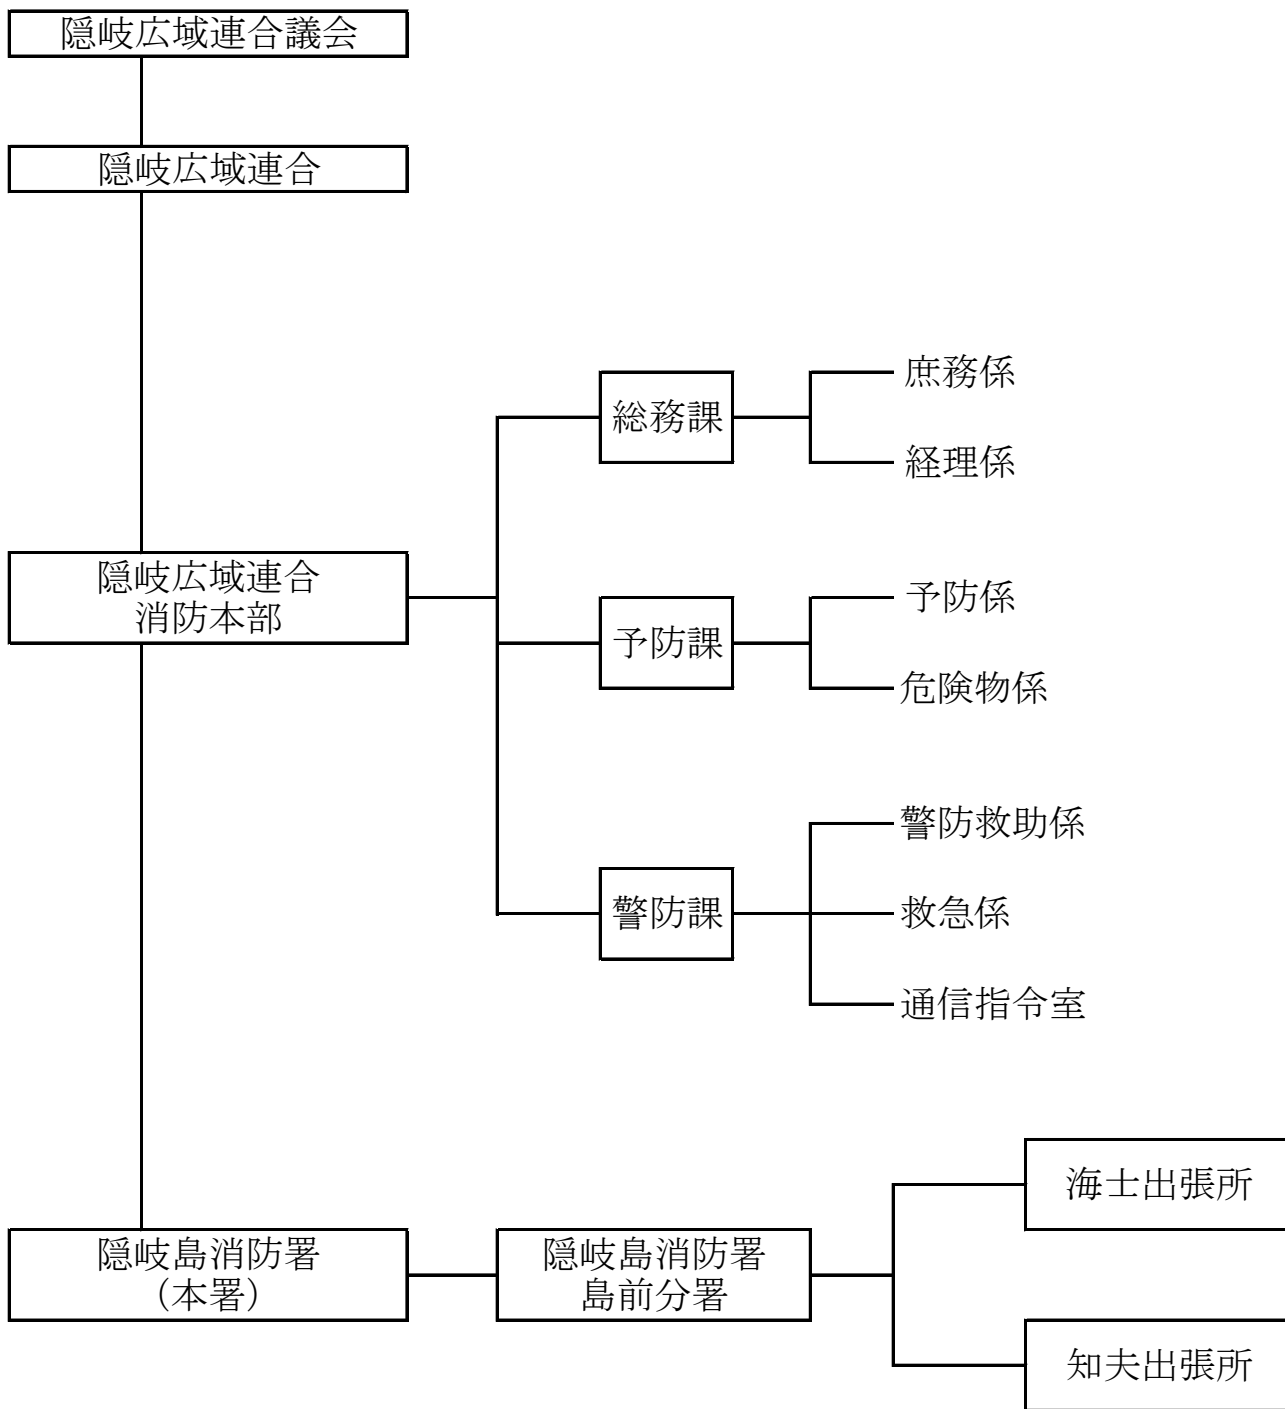 隠岐広域連合議会
隠岐広域連合
隠岐広域連合
消防本部
総務課
庶務係
経理係
予防課
予防係
危険物係
警防課
警防救助係
救急係
通信指令室
隠岐島消防署
（本署）
隠岐島消防署
島前分署
海士出張所
知夫出張所